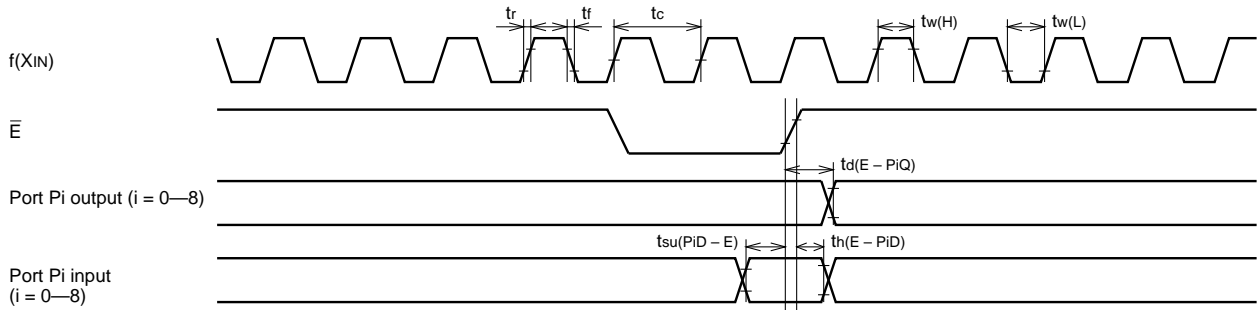 tr tf tc tw(H) tw(L)
f(XIN)
E̅
td(E – PiQ)
Port Pi output (i = 0—8)
tsu(PiD – E) th(E – PiD)
Port Pi input
(i = 0—8)